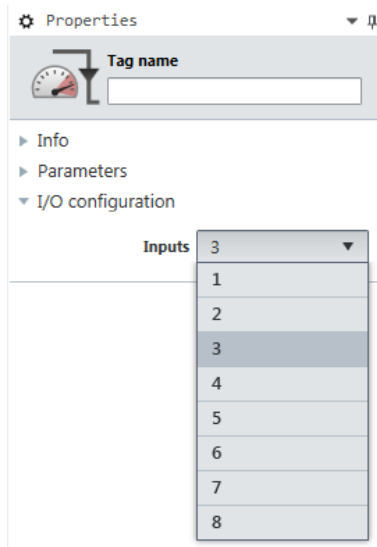 Properties
Tag name
Info
Parameters
I/O configuration
Inputs 3
1
2
3
4
5
6
7
8